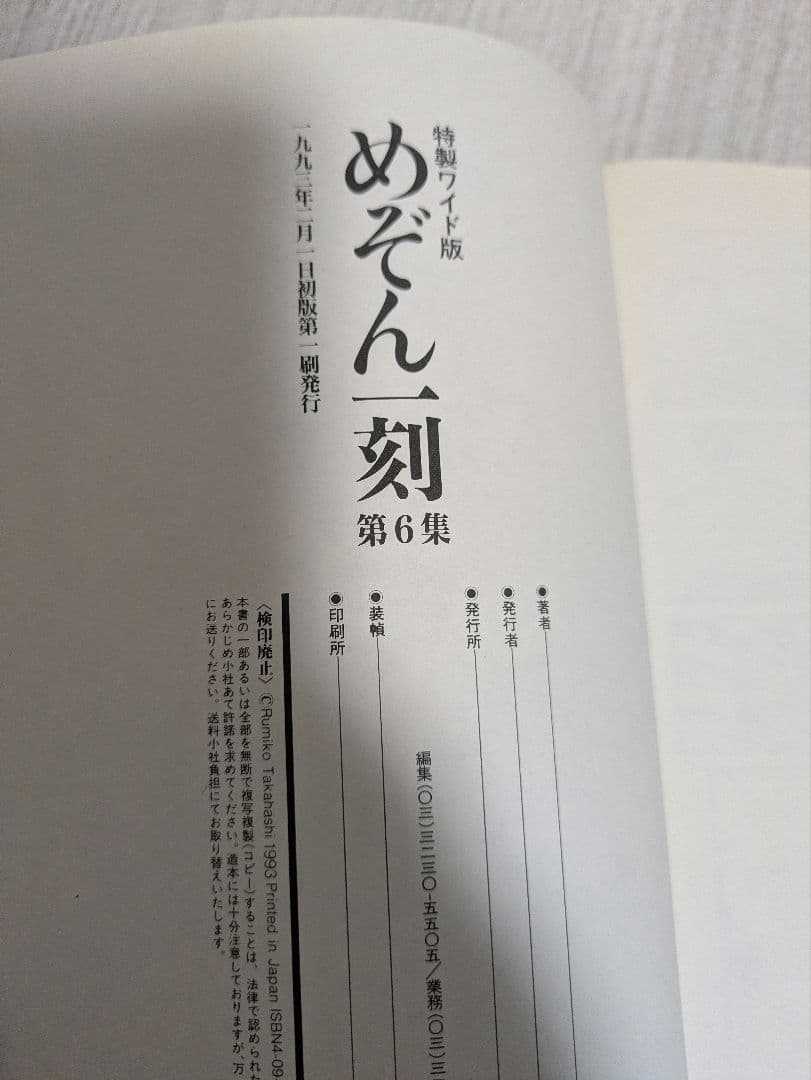 特製ワイド版
めぞん一刻
第6集
一九九三年二月一日初版第一刷発行
◉著者
◉発行者
◉発行所
編集(〇三)三二三〇-五五〇五/業務(〇三)三
◉装幀
◉印刷所
〈検印廃止〉 ©Rumiko Takahashi 1993 Printed in Japan ISBN4-09-
本書の一部あるいは全部を無断で複写複製(コピー)することは、法律で認められた
あらかじめ小社あて許諾を求めてください。造本には十分注意しておりますが、万
にお送りください。送料小社負担にてお取り替えいたします。